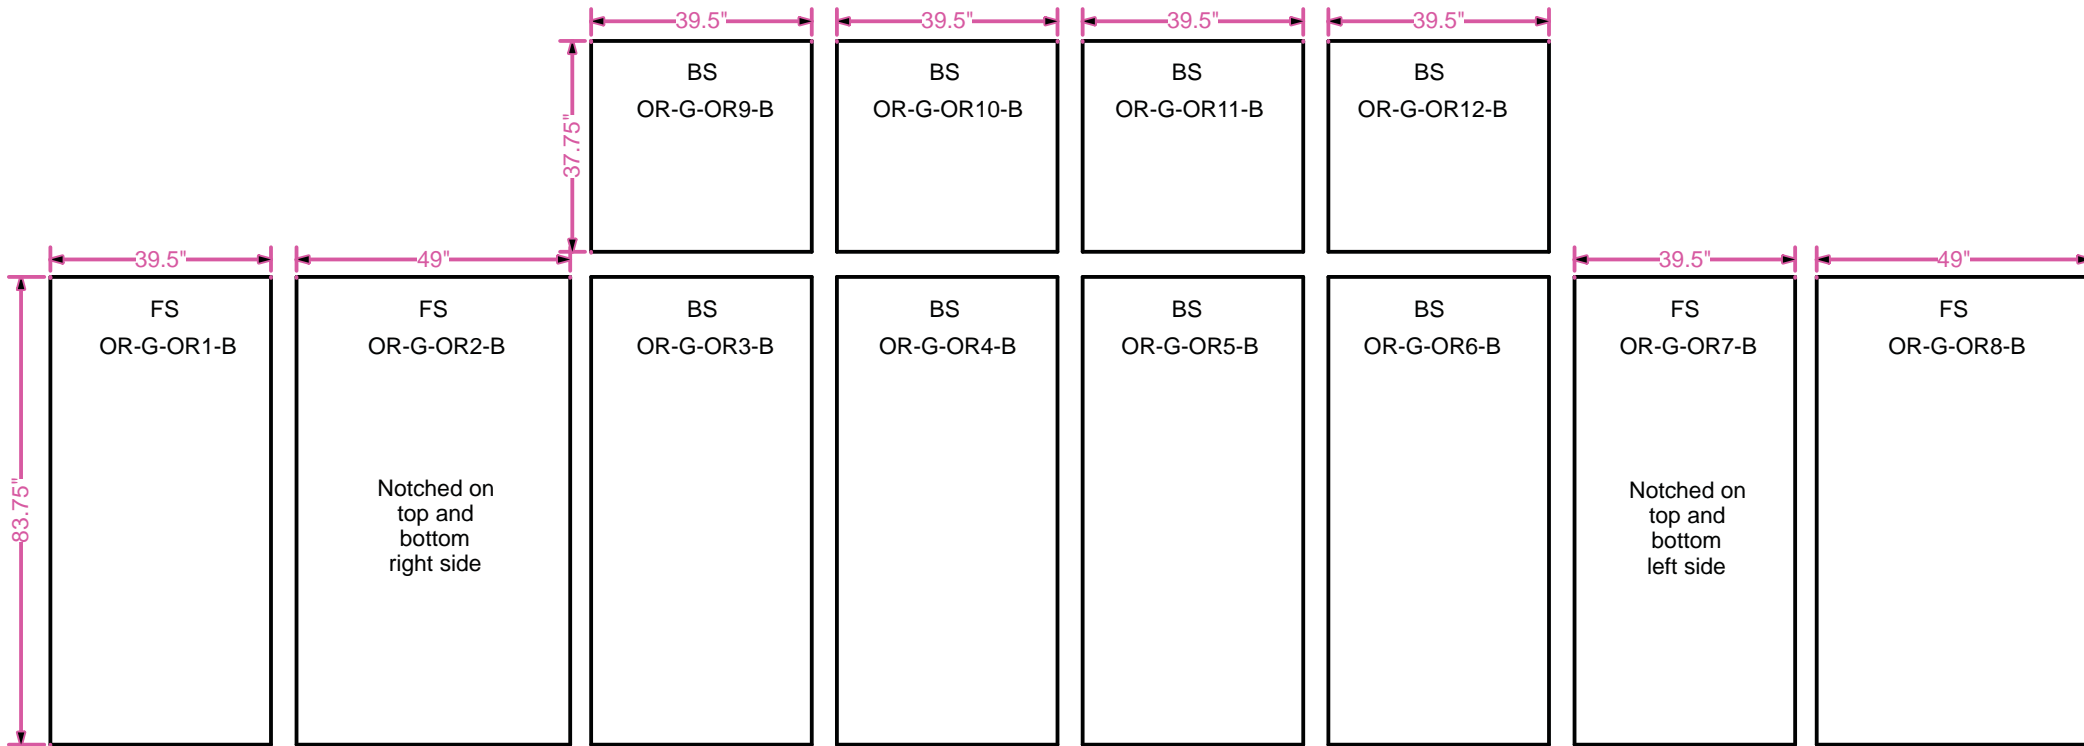 39.5" 39.5" 39.5" 39.5"
BS BS BS BS
OR-G-OR9-B OR-G-OR10-B OR-G-OR11-B OR-G-OR12-B
37.75"
39.5" 49" 39.5" 49"
FS FS BS BS BS BS FS FS
OR-G-OR1-B OR-G-OR2-B OR-G-OR3-B OR-G-OR4-B OR-G-OR5-B OR-G-OR6-B OR-G-OR7-B OR-G-OR8-B
83.75"
Notched on
top and
bottom
right side
Notched on
top and
bottom
left side